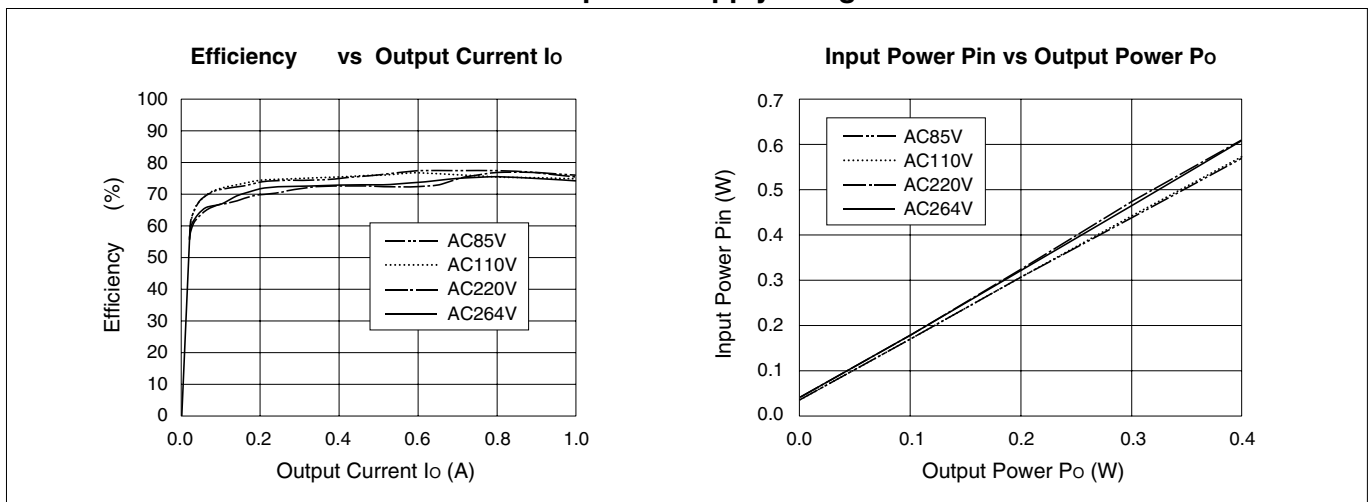 Efficiency vs Output Current Io
100
90
80
70
60
50
40
30
20
10
0
Efficiency (%)
AC85V
AC110V
AC220V
AC264V
0.0 0.2 0.4 0.6 0.8 1.0
Output Current Io (A)
Input Power Pin vs Output Power Po
0.7
0.6
0.5
0.4
0.3
0.2
0.1
0.0
Input Power Pin (W)
AC85V
AC110V
AC220V
AC264V
0.0 0.1 0.2 0.3 0.4
Output Power Po (W)